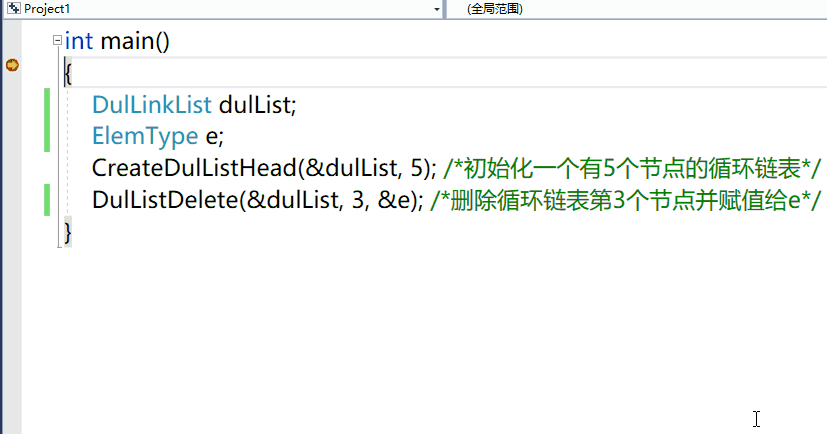 Project1 (全局范围)
int main()
{
DulLinkList dulList;
ElemType e;
CreateDulListHead(&dulList, 5); /*初始化一个有5个节点的循环链表*/
DulListDelete(&dulList, 3, &e); /*删除循环链表第3个节点并赋值给e*/
}